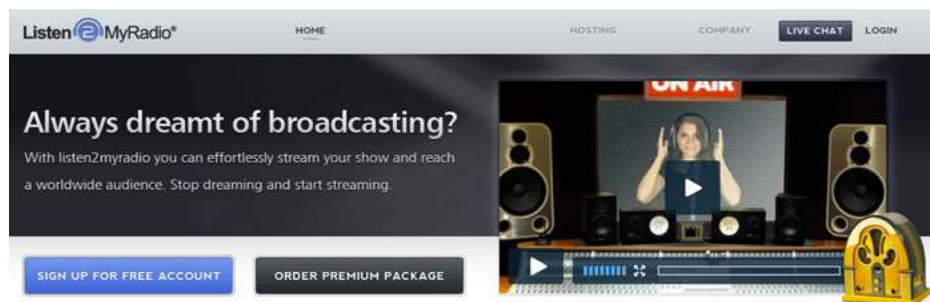 Listen2MyRadio®
HOME
HOSTING
COMPANY
LIVE CHAT
LOGIN
ON AIR
Always dreamt of broadcasting?
With listen2myradio you can effortlessly stream your show and reach
a worldwide audience. Stop dreaming and start streaming.
SIGN UP FOR FREE ACCOUNT
ORDER PREMIUM PACKAGE